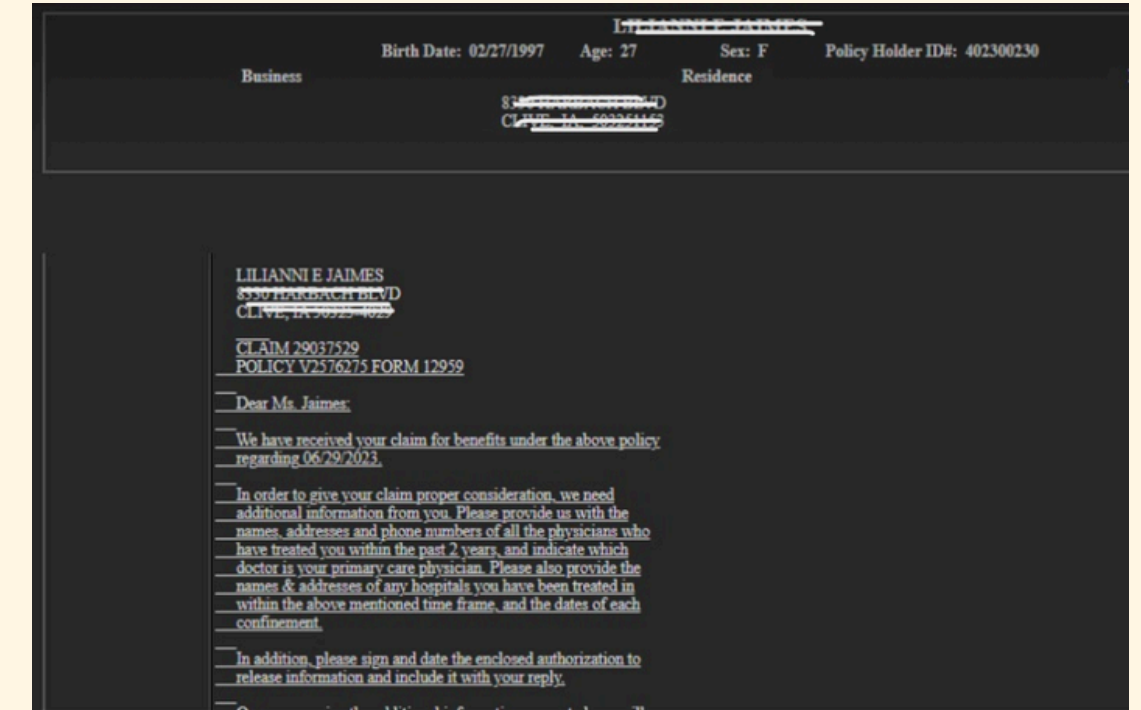 Birth Date: 02/27/1997 Age: 27 Sex: F Policy Holder ID#: 402300230
Business Residence
LILIANNI E JAIMES
CLAIM 29037529
POLICY V2576275 FORM 12959
Dear Ms. Jaimes:
We have received your claim for benefits under the above policy
regarding 06/29/2023.
In order to give your claim proper consideration, we need
additional information from you. Please provide us with the
names, addresses and phone numbers of all the physicians who
have treated you within the past 2 years, and indicate which
doctor is your primary care physician. Please also provide the
names & addresses of any hospitals you have been treated in
within the above mentioned time frame, and the dates of each
confinement.
In addition, please sign and date the enclosed authorization to
release information and include it with your reply.